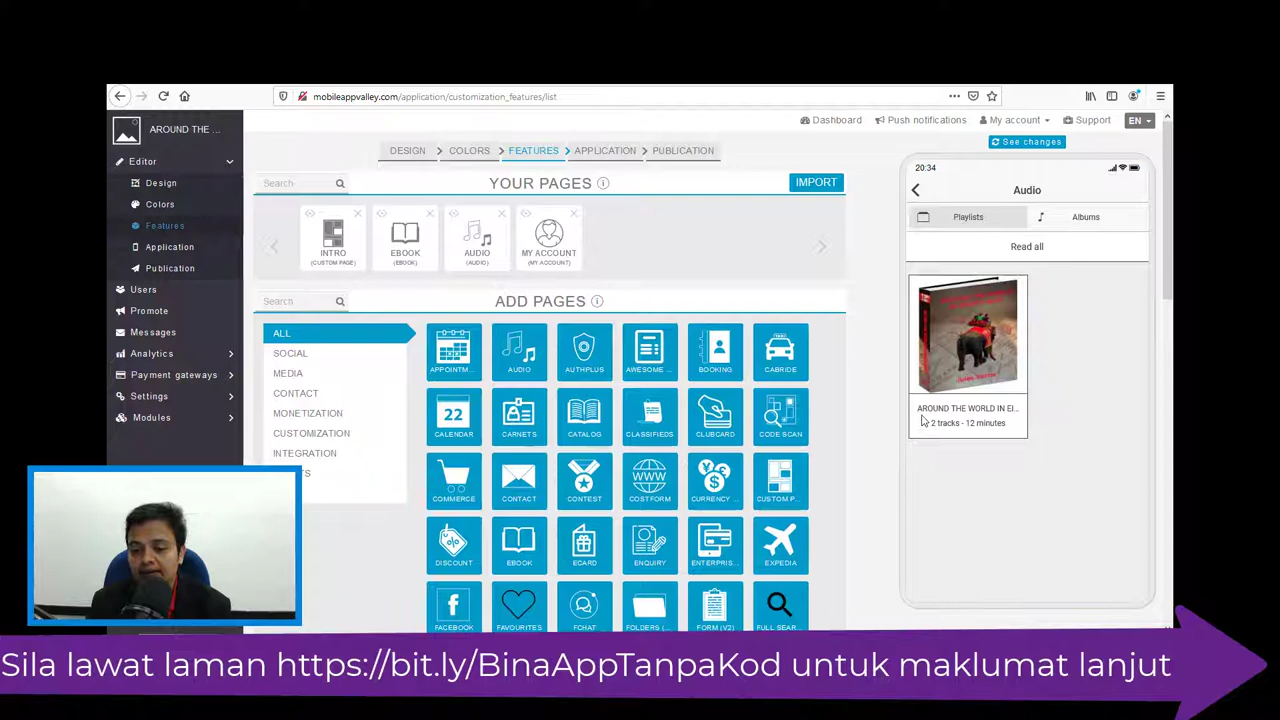 mobileappvalley.com/application/customization_features/list
AROUND THE ...
Dashboard
Push notifications
My account
Support
EN
Editor
Design
Colors
Features
Application
Publication
Users
Promote
Messages
Analytics
Payment gateways
Settings
Modules
DESIGN
COLORS
FEATURES
APPLICATION
PUBLICATION
See changes
Search
YOUR PAGES
IMPORT
INTRO
(CUSTOM PAGE)
EBOOK
(EBOOK)
AUDIO
(AUDIO)
MY ACCOUNT
(MY ACCOUNT)
Search
ADD PAGES
ALL
SOCIAL
MEDIA
CONTACT
MONETIZATION
CUSTOMIZATION
INTEGRATION
APPOINTM...
AUDIO
AUTHPLUS
AWESOME ...
BOOKING
TAXI
CABRIDE
22
CALENDAR
CARNETS
CATALOG
CLASSIFIEDS
CLUBCARD
CODE SCAN
COMMERCE
CONTACT
CONTEST
WWW
COSTFORM
CURRENCY ...
CUSTOM P...
DISCOUNT
EBOOK
ECARD
ENQUIRY
ENTERPRIS...
EXPEDIA
FACEBOOK
FAVOURITES
FCHAT
FOLDERS (...
FORM (V2)
FULL SEAR...
20:34
Audio
Playlists
Albums
Read all
AROUND THE WORLD IN EI...
2 tracks - 12 minutes
Sila lawat laman https://bit.ly/BinaAppTanpaKod untuk maklumat lanjut